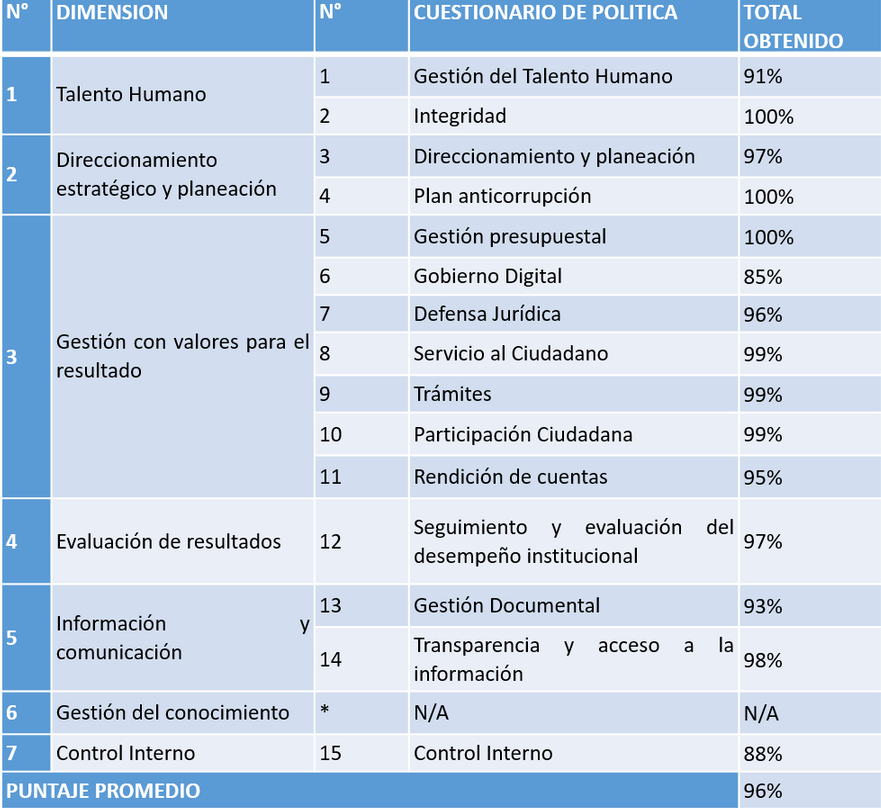 N° DIMENSION N° CUESTIONARIO DE POLITICA TOTAL
OBTENIDO
1 Talento Humano 1 Gestión del Talento Humano 91%
2 Integridad 100%
2 Direccionamiento
estratégico y planeación 3 Direccionamiento y planeación 97%
4 Plan anticorrupción 100%
3 Gestión con valores para el
resultado 5 Gestión presupuestal 100%
6 Gobierno Digital 85%
7 Defensa Jurídica 96%
8 Servicio al Ciudadano 99%
9 Trámites 99%
10 Participación Ciudadana 99%
11 Rendición de cuentas 95%
4 Evaluación de resultados 12 Seguimiento y evaluación del
desempeño institucional 97%
5 Información y
comunicación 13 Gestión Documental 93%
14 Transparencia y acceso a la
información 98%
6 Gestión del conocimiento * N/A N/A
7 Control Interno 15 Control Interno 88%
PUNTAJE PROMEDIO 96%